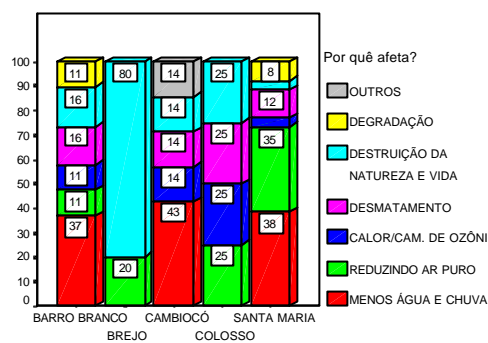 Por quê afeta?
OUTROS
DEGRADAÇÃO
DESTRUIÇÃO DA
NATUREZA E VIDA
DESMATAMENTO
CALOR/CAM. DE OZÔNI
REDUZINDO AR PURO
MENOS ÁGUA E CHUVA
100
90
80
70
60
50
40
30
20
10
0
11
16
16
11
11
37
80
20
14
14
14
14
43
25
25
25
25
8
12
35
38
BARRO BRANCO
BREJO
CAMBIOCÓ
COLOSSO
SANTA MARIA